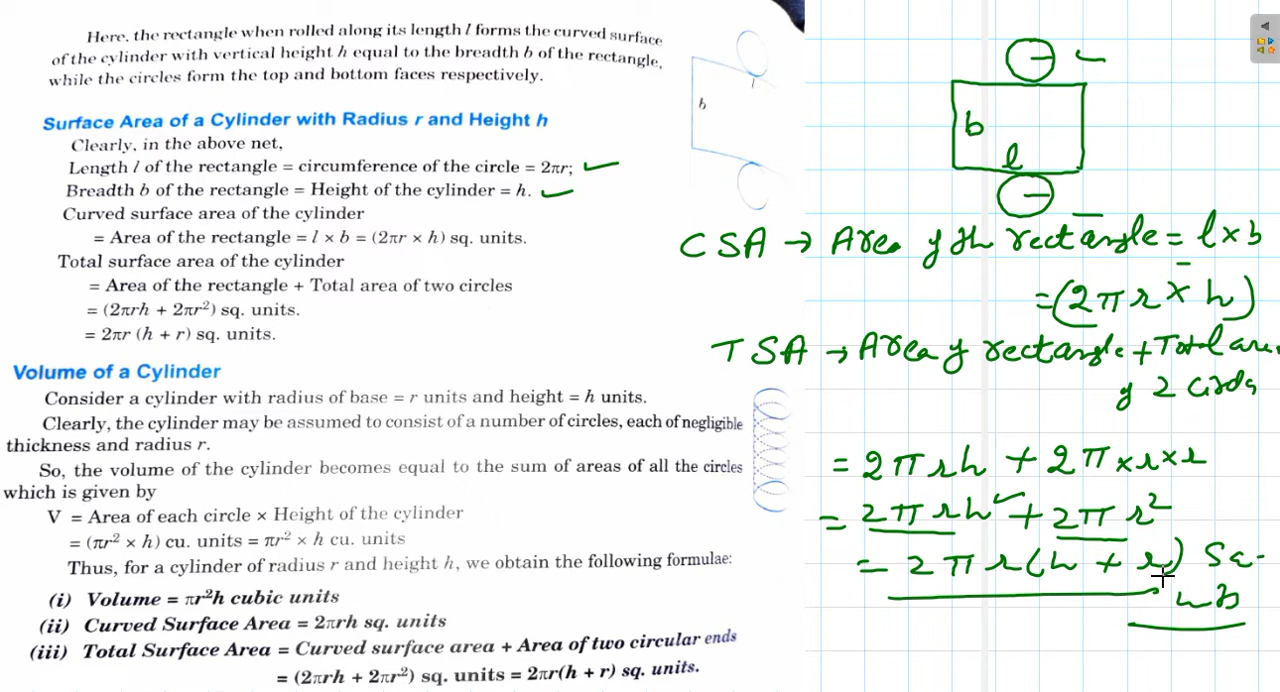 Here, the rectangle when rolled along its length l forms the curved surface
of the cylinder with vertical height h equal to the breadth b of the rectangle,
while the circles form the top and bottom faces respectively.
l
b
Surface Area of a Cylinder with Radius r and Height h
Clearly, in the above net,
Length l of the rectangle = circumference of the circle = 2πr;
Breadth b of the rectangle = Height of the cylinder = h.
Curved surface area of the cylinder
= Area of the rectangle = l × b = (2πr × h) sq. units.
Total surface area of the cylinder
= Area of the rectangle + Total area of two circles
= (2πrh + 2πr²) sq. units.
= 2πr (h + r) sq. units.
Volume of a Cylinder
Consider a cylinder with radius of base = r units and height = h units.
Clearly, the cylinder may be assumed to consist of a number of circles, each of negligible
thickness and radius r.
So, the volume of the cylinder becomes equal to the sum of areas of all the circles
which is given by
V = Area of each circle × Height of the cylinder
= (πr² × h) cu. units = πr² × h cu. units
Thus, for a cylinder of radius r and height h, we obtain the following formulae:
(i) Volume = πr²h cubic units
(ii) Curved Surface Area = 2πrh sq. units
(iii) Total Surface Area = Curved surface area + Area of two circular ends
= (2πrh + 2πr²) sq. units = 2πr(h + r) sq. units.
b
l
CSA → Area of the rectangle = l × b
= (2πr × h)
TSA → Area of rectangle + Total area
of 2 circles
= 2πrh + 2π × r × r
= 2πrh + 2πr²
= 2πr(h + r) Sq.